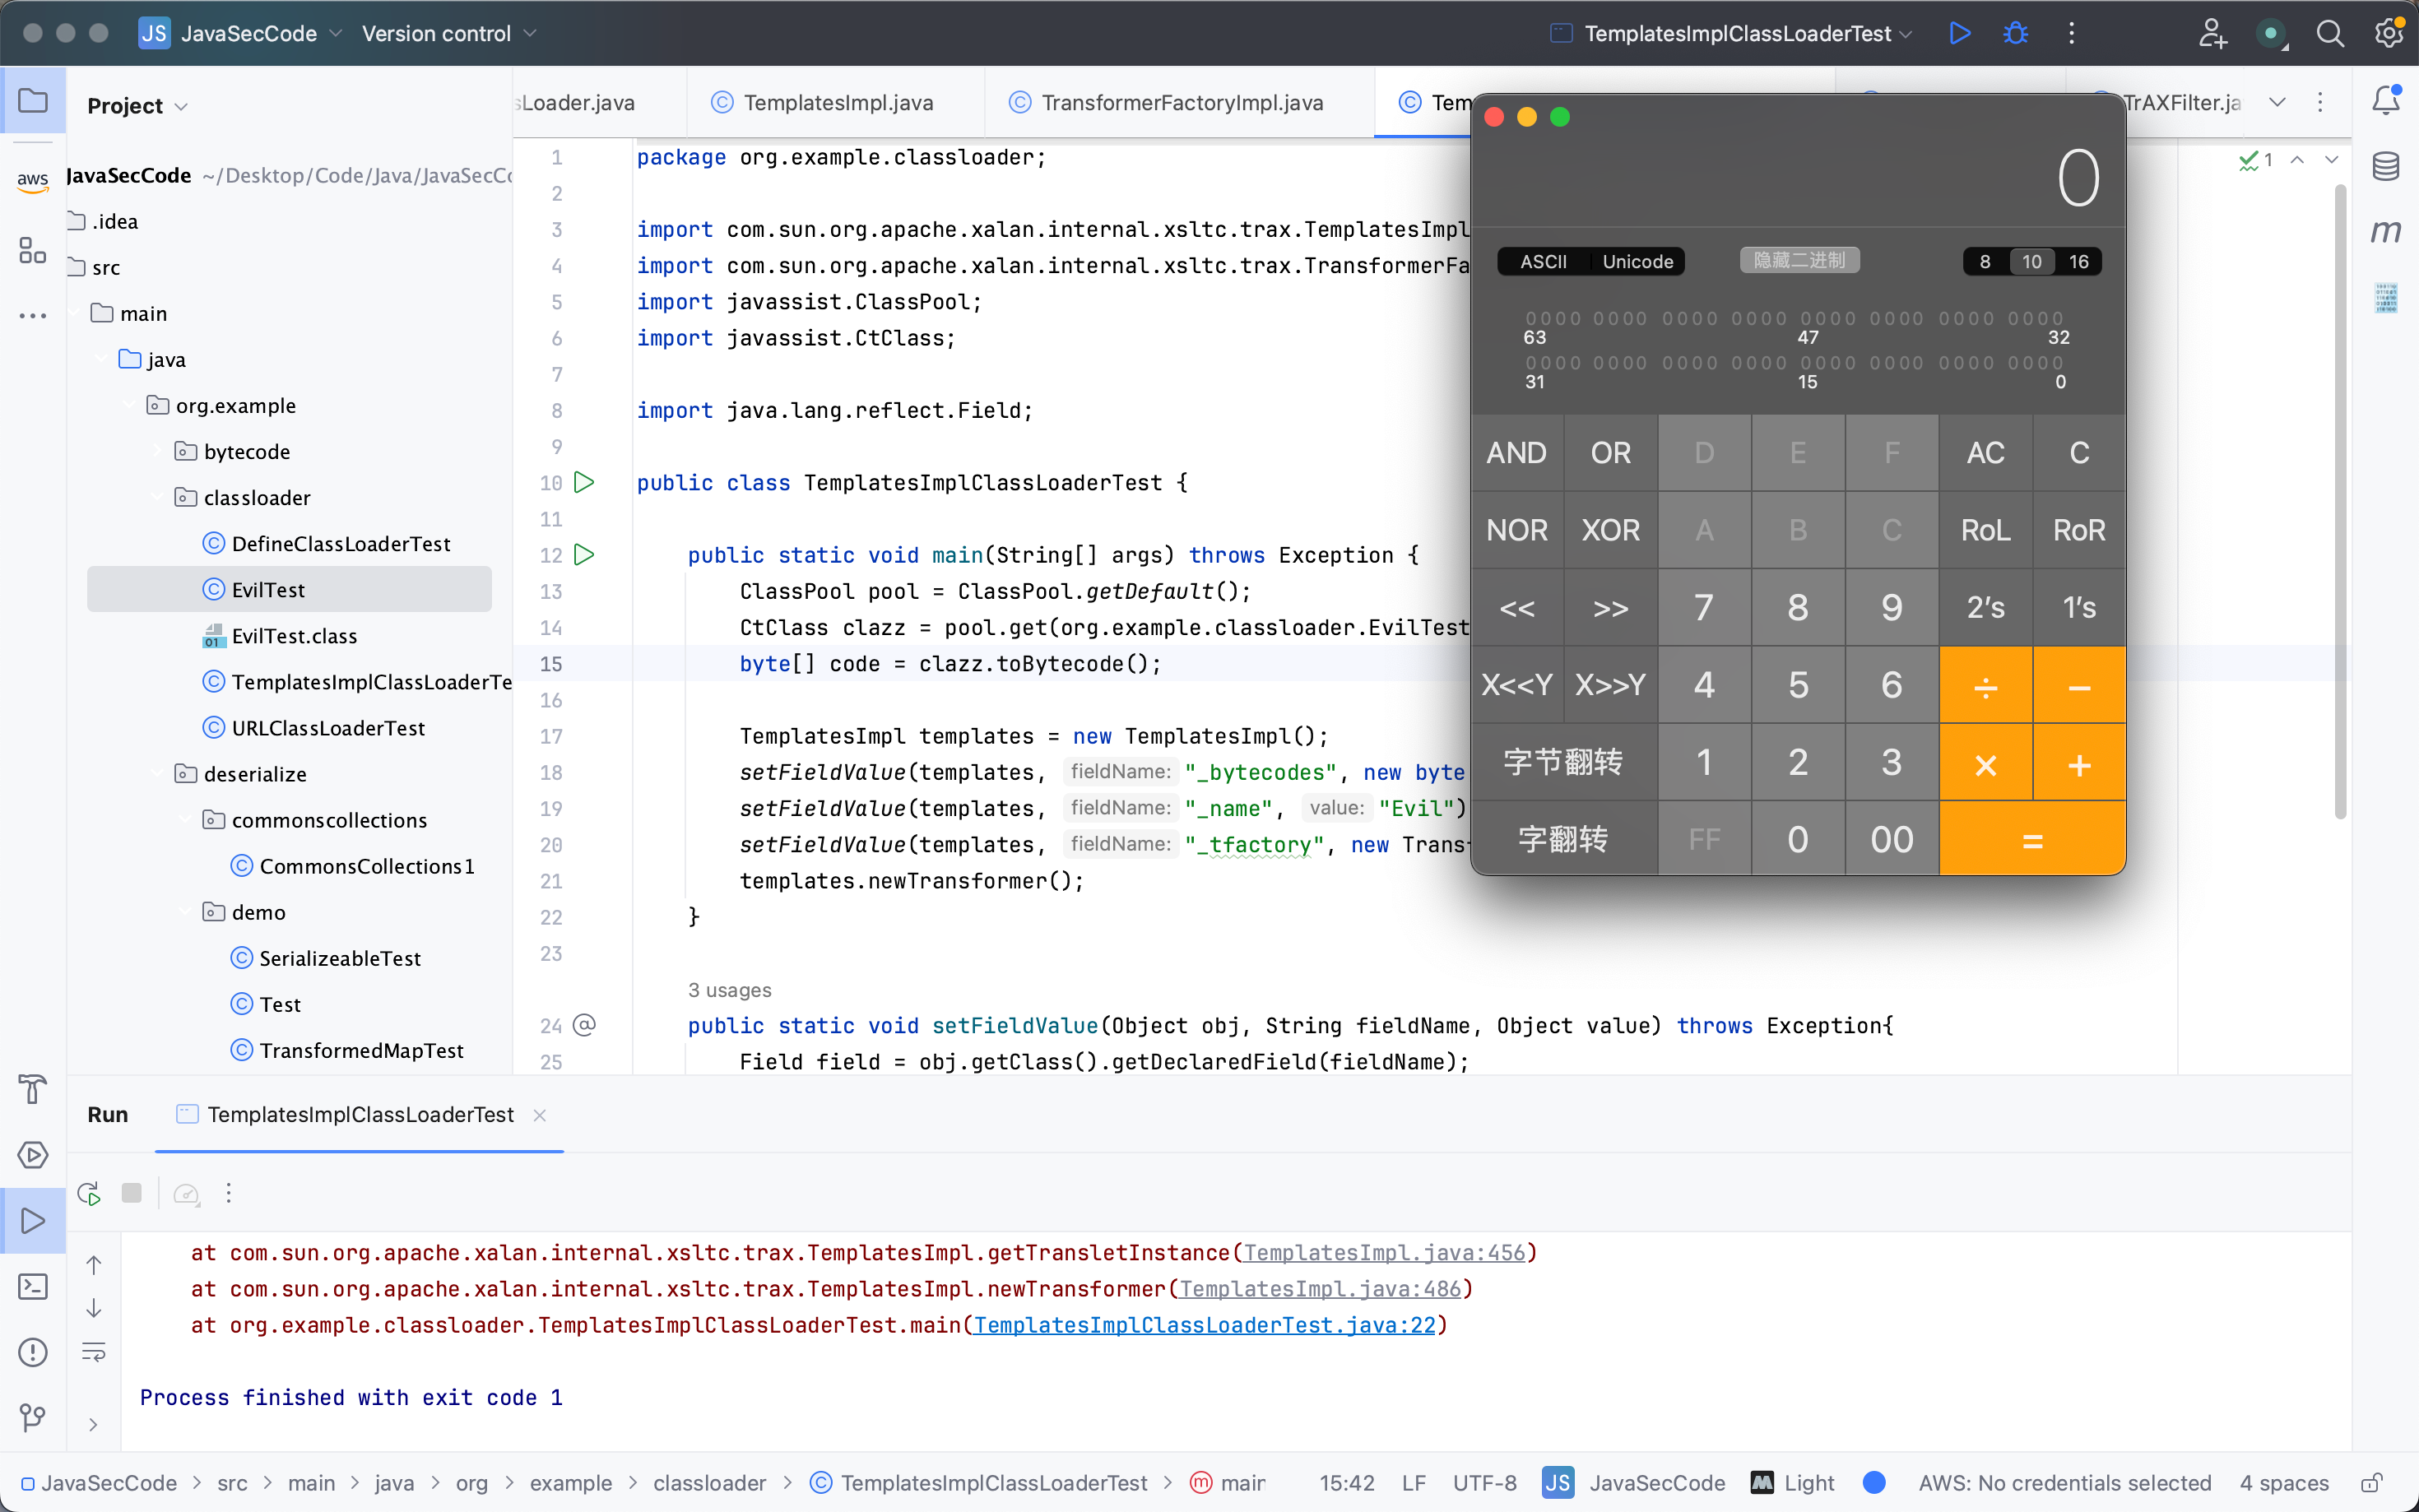 JS JavaSecCode Version control TemplatesImplClassLoaderTest
Project
sLoader.java TemplatesImpl.java TransformerFactoryImpl.java Tem TrAXFilter.ja
aws
JavaSecCode ~/Desktop/Code/Java/JavaSecCo
.idea
src
main
java
org.example
bytecode
classloader
DefineClassLoaderTest
EvilTest
EvilTest.class
TemplatesImplClassLoaderTe
URLClassLoaderTest
deserialize
commonscollections
CommonsCollections1
demo
SerializeableTest
Test
TransformedMapTest
1 package org.example.classloader;
2
3 import com.sun.org.apache.xalan.internal.xsltc.trax.TemplatesImpl
4 import com.sun.org.apache.xalan.internal.xsltc.trax.TransformerFa
5 import javassist.ClassPool;
6 import javassist.CtClass;
7
8 import java.lang.reflect.Field;
9
10 public class TemplatesImplClassLoaderTest {
11
12 public static void main(String[] args) throws Exception {
13 ClassPool pool = ClassPool.getDefault();
14 CtClass clazz = pool.get(org.example.classloader.EvilTest
15 byte[] code = clazz.toBytecode();
16
17 TemplatesImpl templates = new TemplatesImpl();
18 setFieldValue(templates, fieldName: "_bytecodes", new byte
19 setFieldValue(templates, fieldName: "_name", value: "Evil")
20 setFieldValue(templates, fieldName: "_tfactory", new Transf
21 templates.newTransformer();
22 }
23
3 usages
24 @ public static void setFieldValue(Object obj, String fieldName, Object value) throws Exception{
25 Field field = obj.getClass().getDeclaredField(fieldName);
1
m
0
ASCII Unicode 隐藏二进制 8 10 16
0000 0000 0000 0000 0000 0000 0000 0000
63 47 32
0000 0000 0000 0000 0000 0000 0000 0000
31 15 0
AND OR D E F AC C
NOR XOR A B C RoL RoR
<< >> 7 8 9 2's 1's
X<<Y X>>Y 4 5 6 ÷ −
字节翻转 1 2 3 × +
字翻转 FF 0 00 =
Run TemplatesImplClassLoaderTest
at com.sun.org.apache.xalan.internal.xsltc.trax.TemplatesImpl.getTransletInstance(TemplatesImpl.java:456)
at com.sun.org.apache.xalan.internal.xsltc.trax.TemplatesImpl.newTransformer(TemplatesImpl.java:486)
at org.example.classloader.TemplatesImplClassLoaderTest.main(TemplatesImplClassLoaderTest.java:22)
Process finished with exit code 1
JavaSecCode > src > main > java > org > example > classloader > TemplatesImplClassLoaderTest > main 15:42 LF UTF-8 JS JavaSecCode M Light AWS: No credentials selected 4 spaces